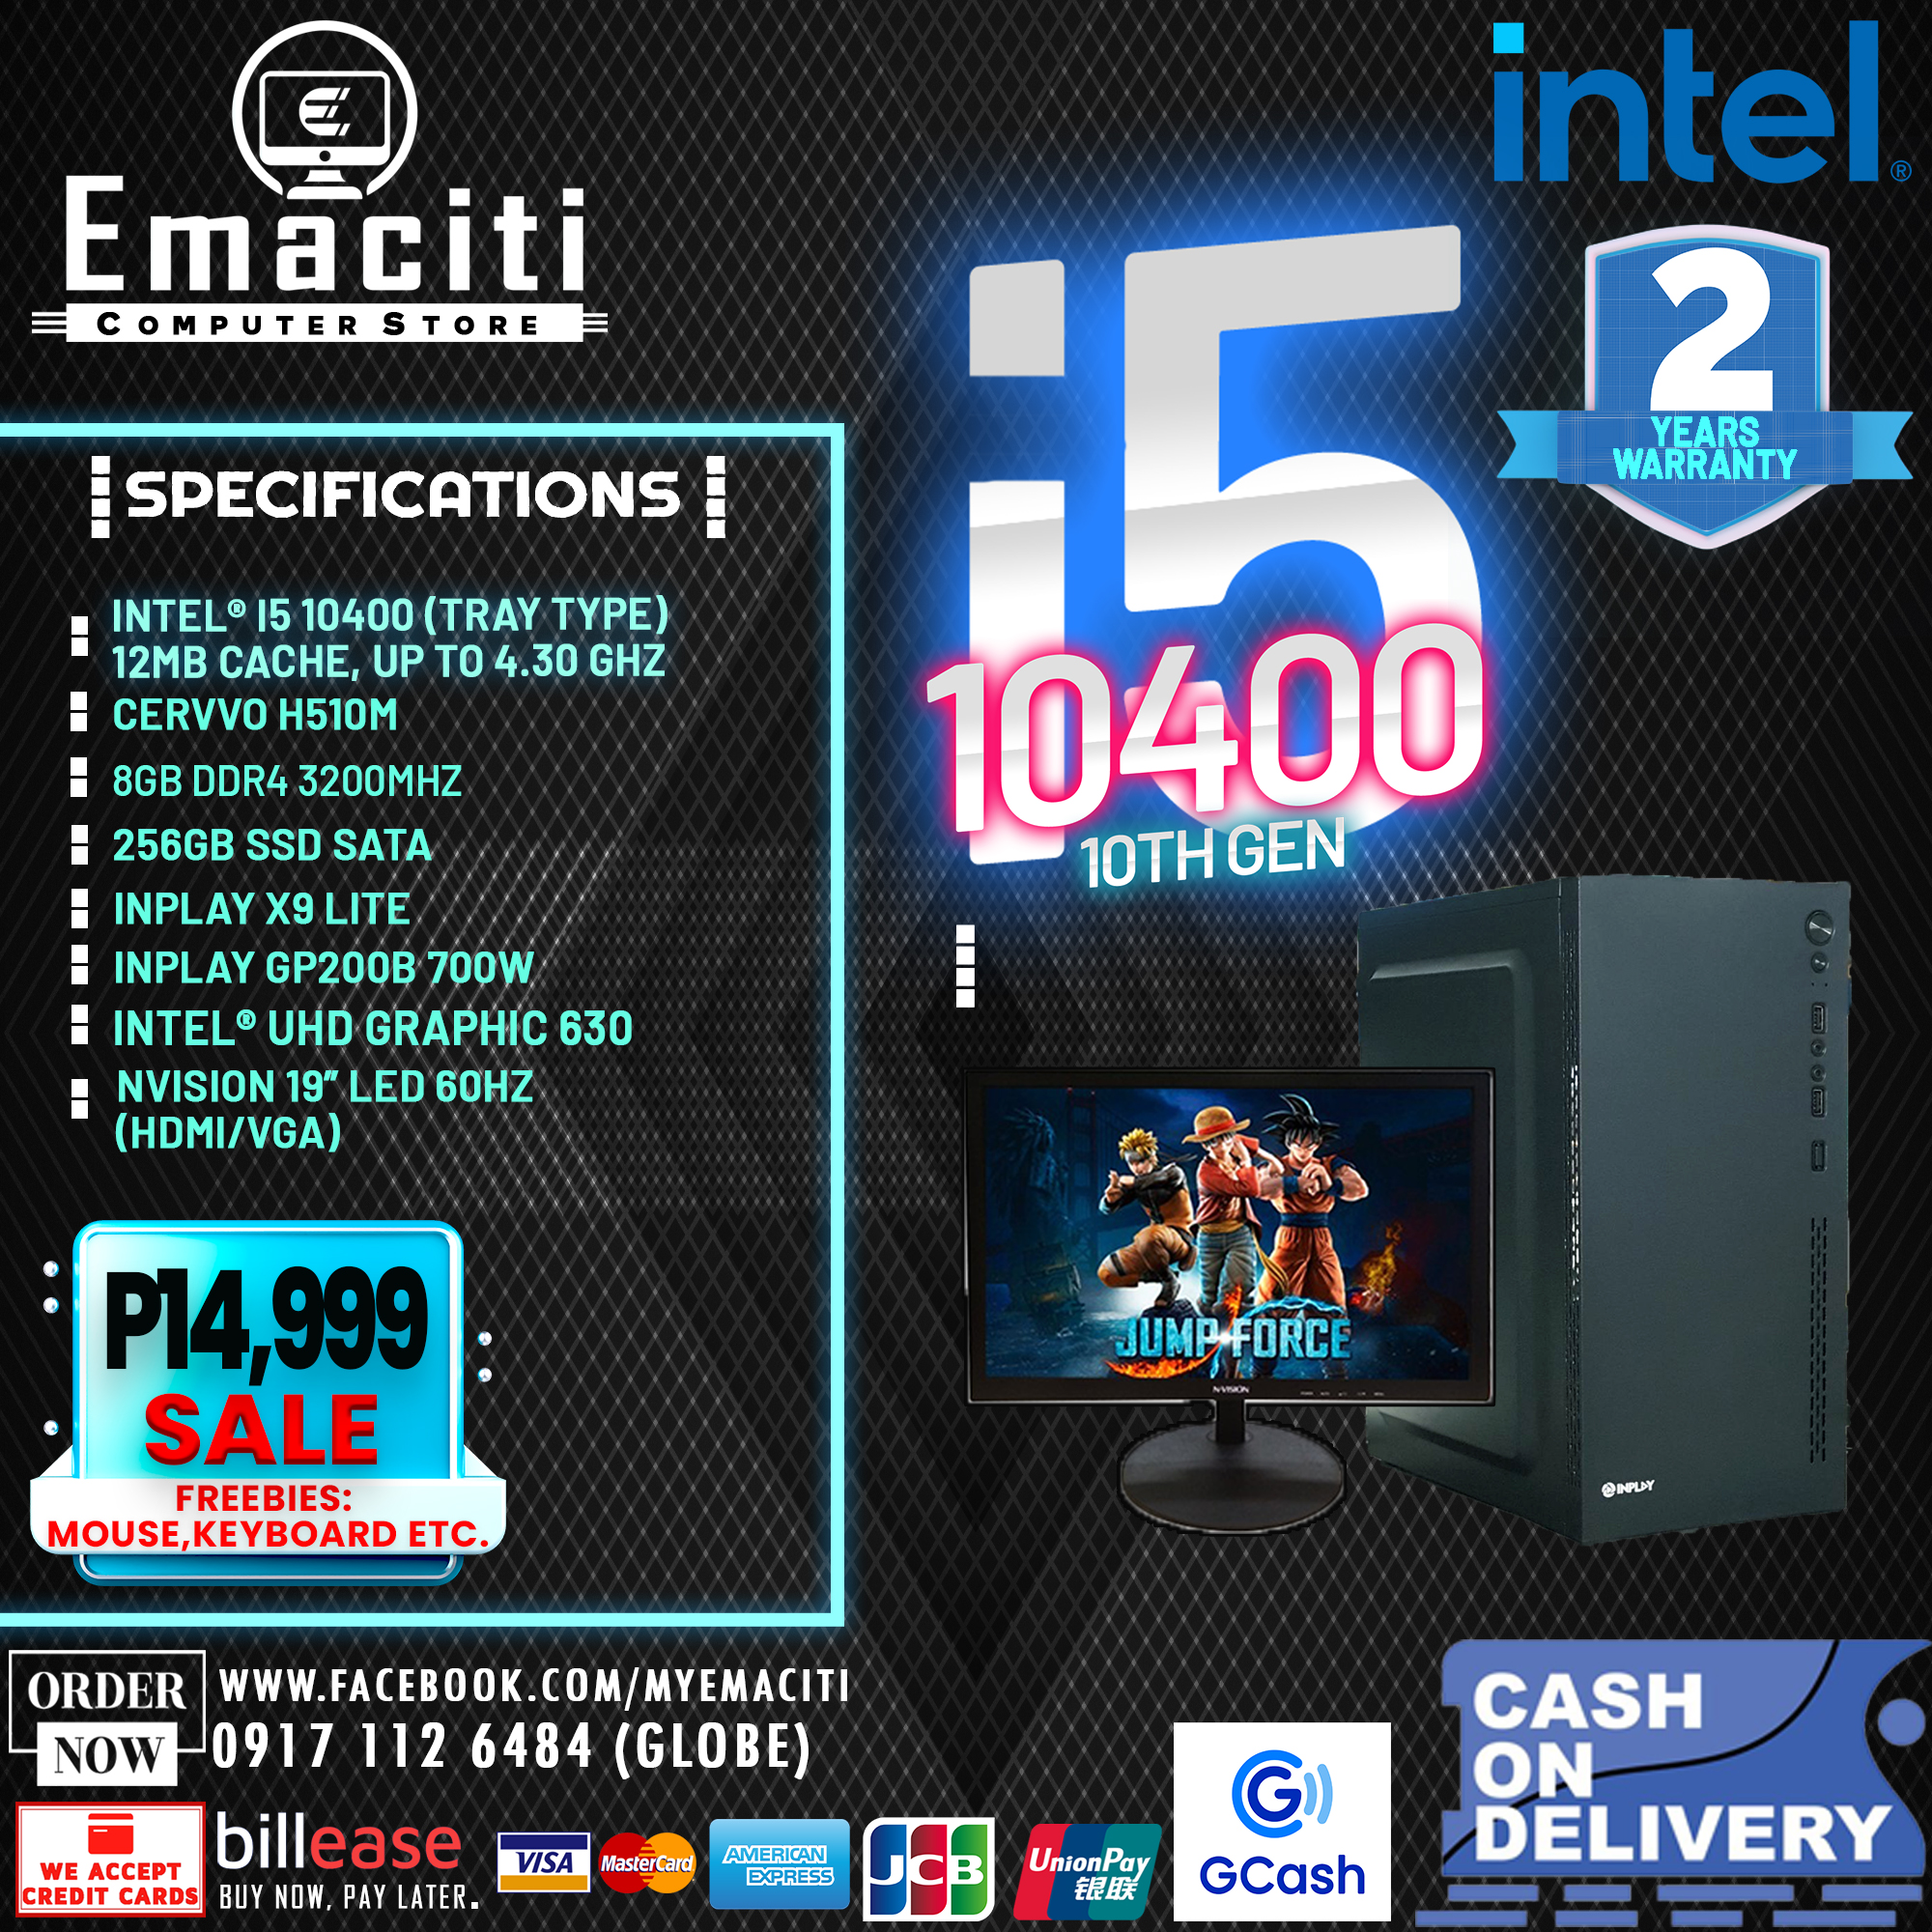 Emaciti
COMPUTER STORE
intel®
2
YEARS
WARRANTY
i5
10400
10TH GEN
SPECIFICATIONS
INTEL® I5 10400 (TRAY TYPE)
12MB CACHE, UP TO 4.30 GHZ
CERVVO H510M
8GB DDR4 3200MHZ
256GB SSD SATA
INPLAY X9 LITE
INPLAY GP200B 700W
INTEL® UHD GRAPHIC 630
NVISION 19” LED 60HZ
(HDMI/VGA)
JUMP FORCE
N-VISION
INPLAY
P14,999
SALE
FREEBIES:
MOUSE,KEYBOARD ETC.
ORDER
NOW
WWW.FACEBOOK.COM/MYEMACITI
0917 112 6484 (GLOBE)
WE ACCEPT
CREDIT CARDS
billease
BUY NOW, PAY LATER.
VISA
MasterCard
AMERICAN
EXPRESS
JCB
UnionPay
银联
GCash
CASH
ON
DELIVERY